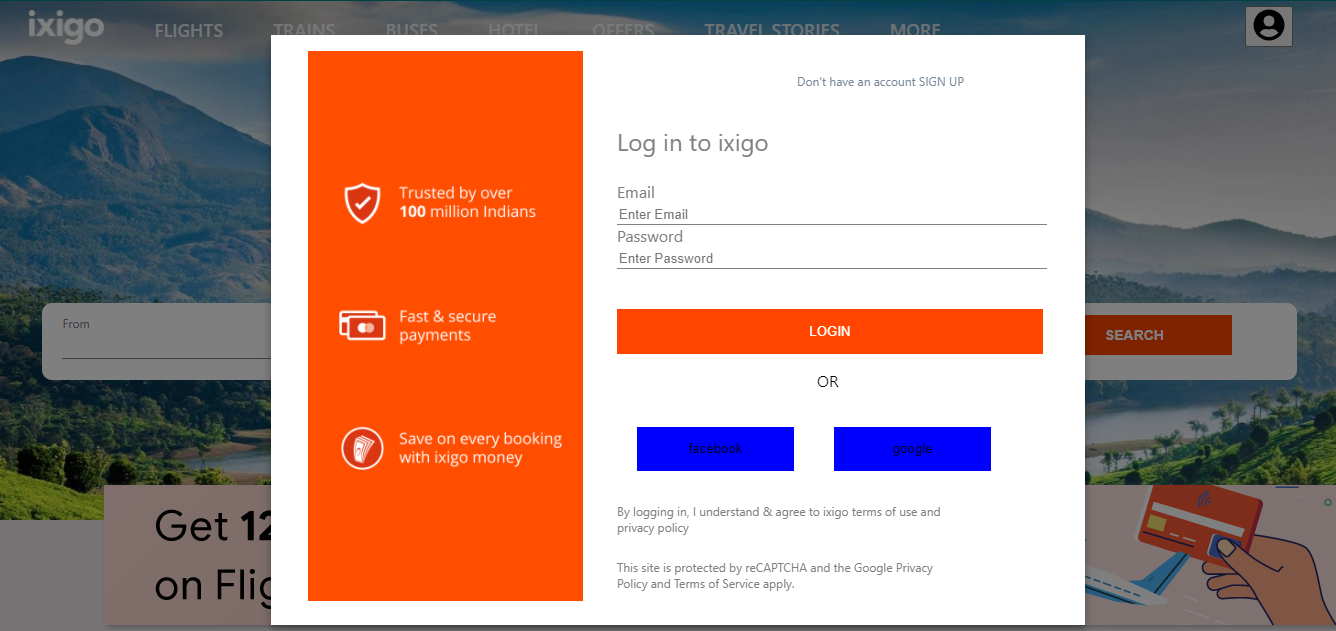 ixigo
FLIGHTS TRAINS BUSES HOTEL OFFERS TRAVEL STORIES MORE
Don't have an account SIGN UP
Log in to ixigo
Email
Enter Email
Password
Enter Password
LOGIN
OR
facebook google
By logging in, I understand & agree to ixigo terms of use and
privacy policy
This site is protected by reCAPTCHA and the Google Privacy
Policy and Terms of Service apply.
Trusted by over
100 million Indians
Fast & secure
payments
Save on every booking
with ixigo money
From
SEARCH
Get 12
on Flig